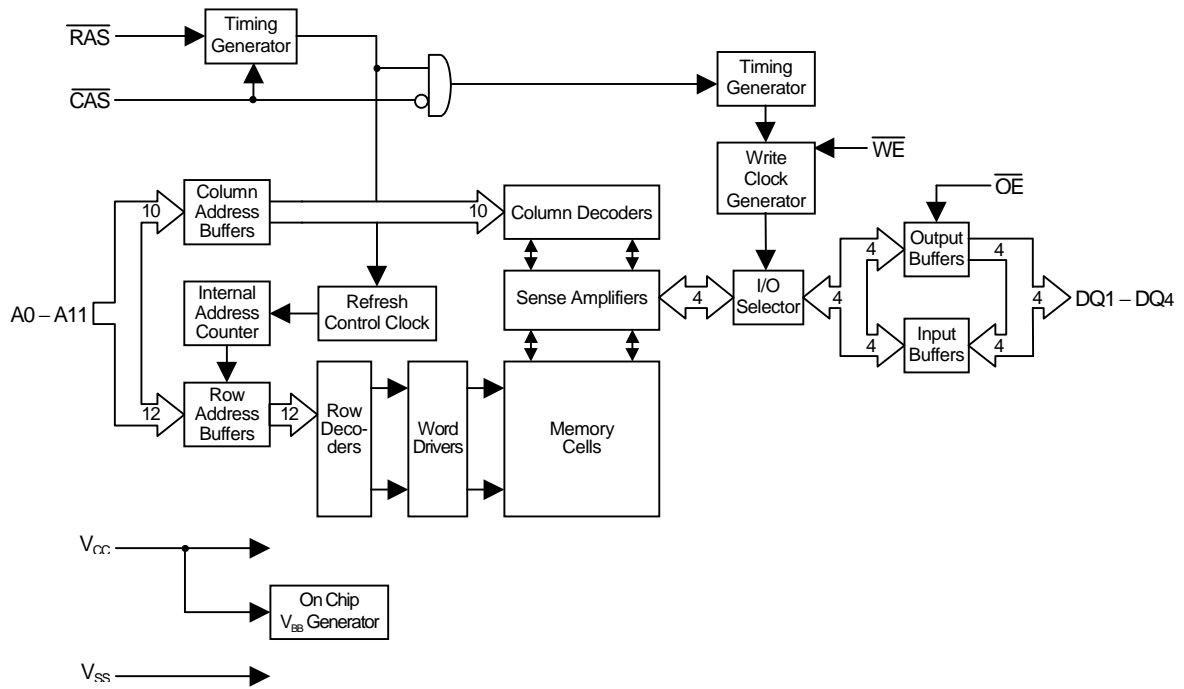 RAS
Timing
Generator
CAS
Timing
Generator
Write
Clock
Generator
WE
OE
Column
Address
Buffers
10
10
Column Decoders
Output
Buffers
4
4
4
4
Internal
Address
Counter
Refresh
Control Clock
Sense Amplifiers
4
I/O
Selector
4
DQ1 – DQ4
A0 – A11
Input
Buffers
4
4
12
Row
Address
Buffers
12
Row
Deco-
ders
Word
Drivers
Memory
Cells
VCC
On Chip
VBB Generator
VSS